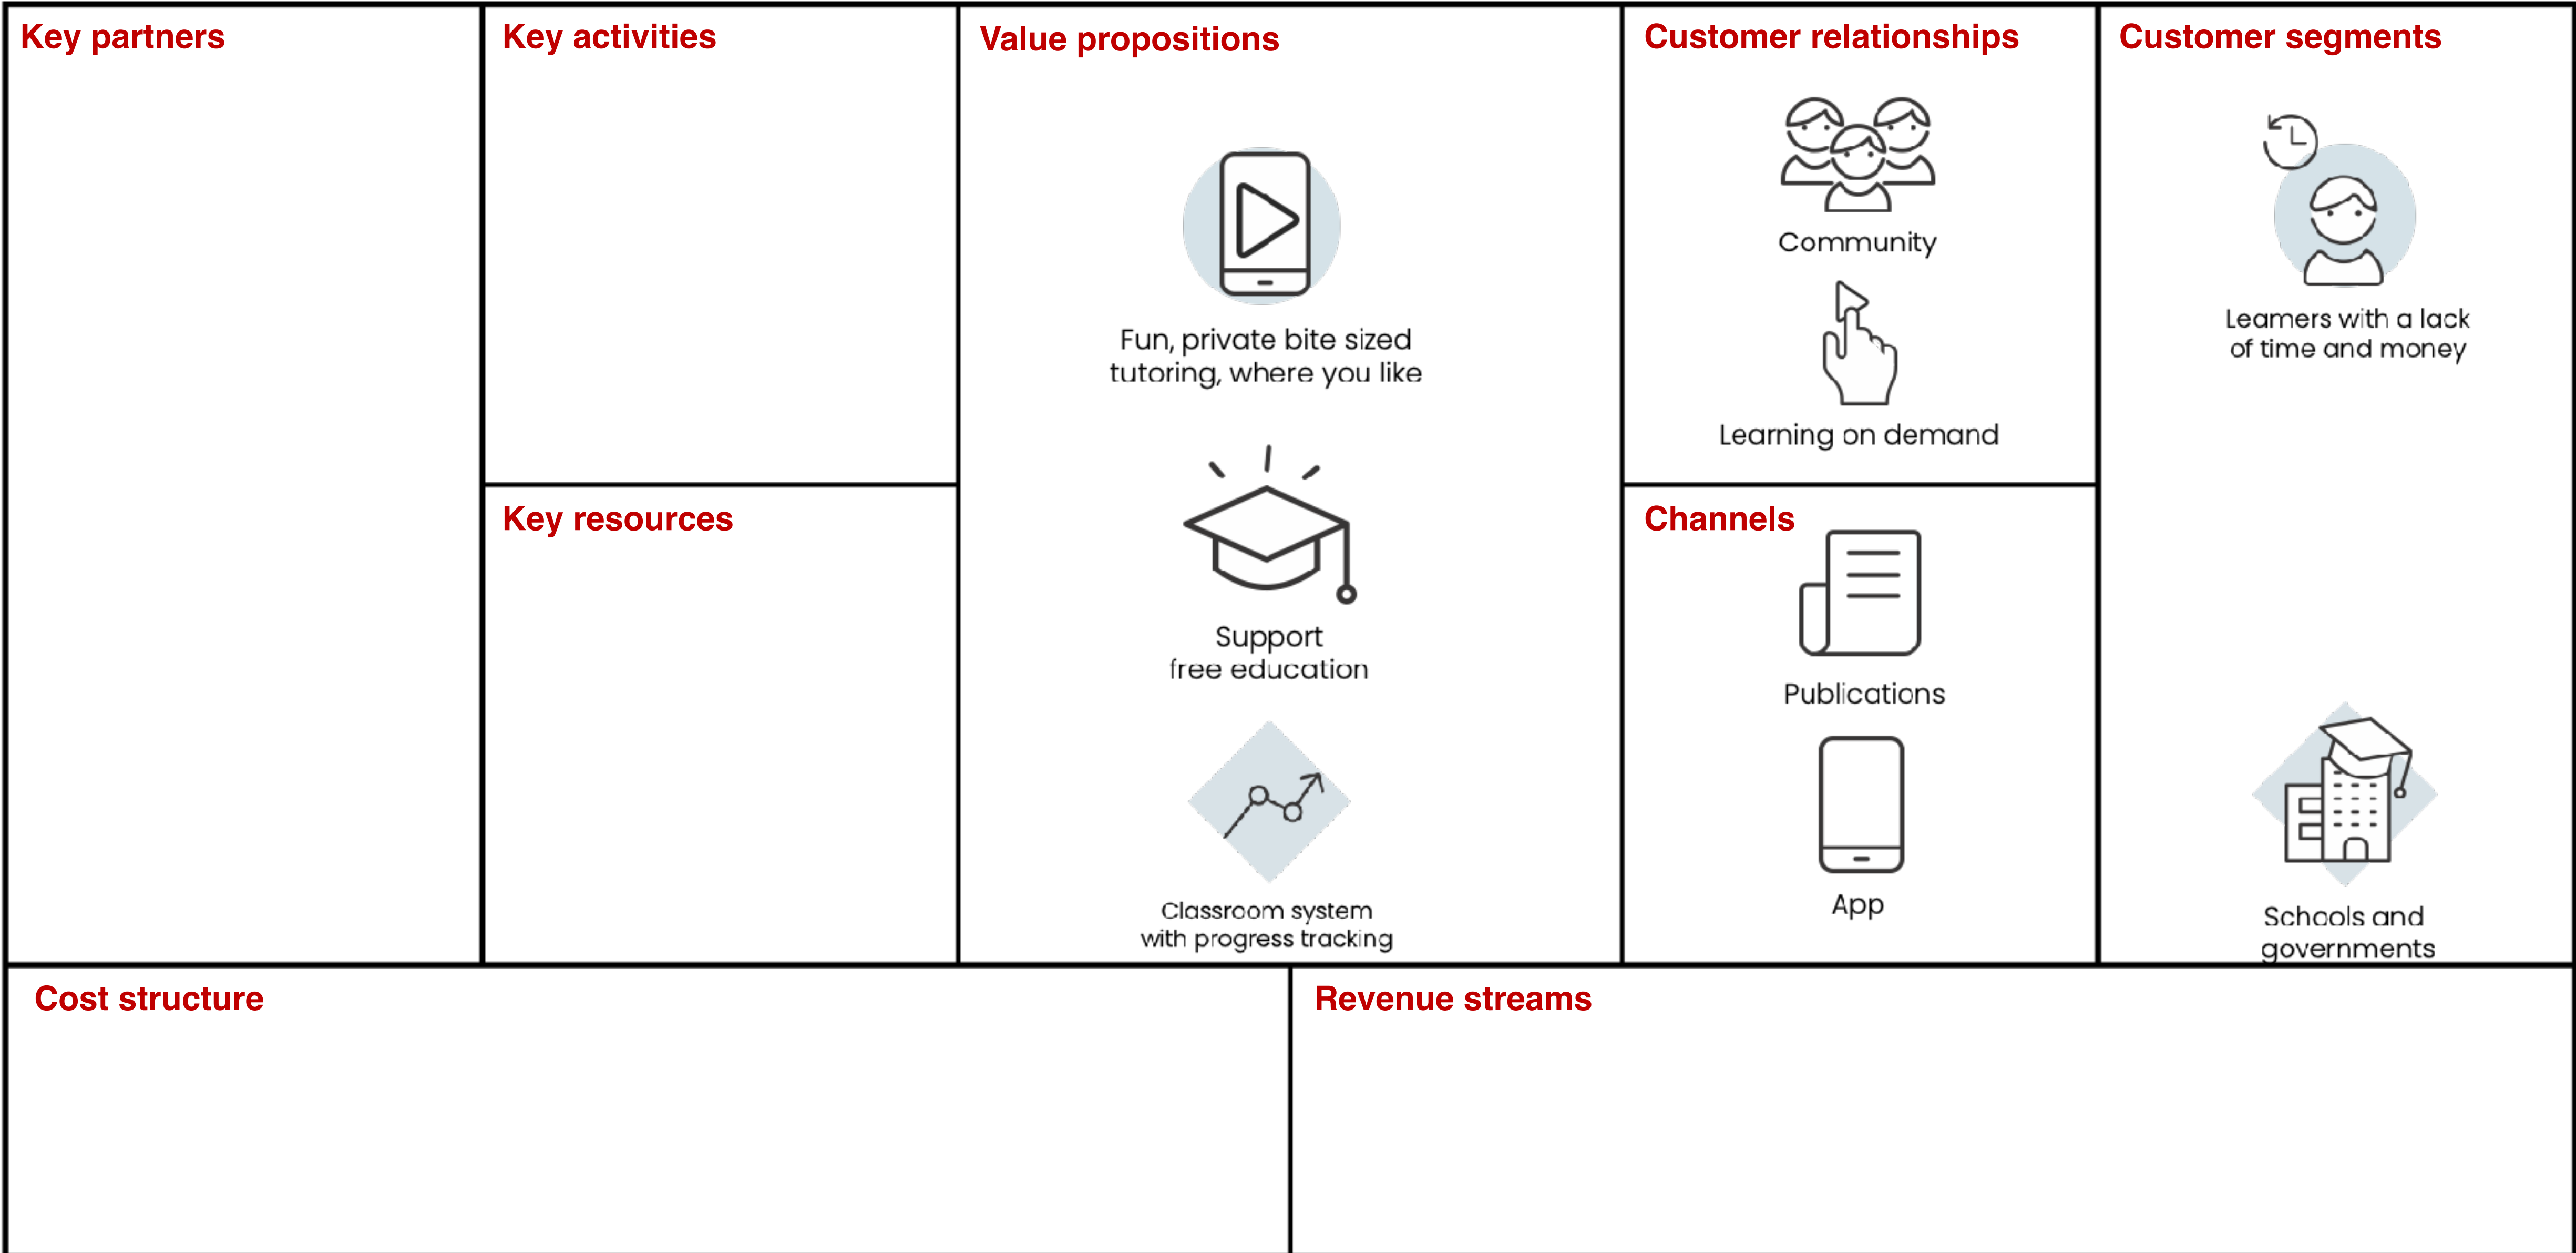 Key partners
Key activities
Key resources
Value propositions
Fun, private bite sized
tutoring, where you like
Support
free education
Classroom system
with progress tracking
Customer relationships
Community
Learning on demand
Channels
Publications
App
Customer segments
Learners with a lack
of time and money
Schools and
governments
Cost structure
Revenue streams